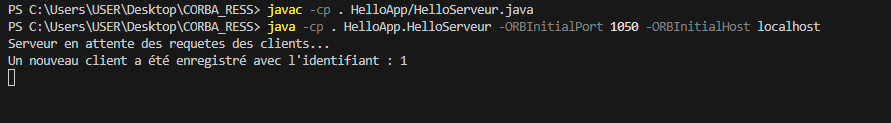 PS C:\Users\USER\Desktop\CORBA_RESS> javac -cp . HelloApp/HelloServeur.java
PS C:\Users\USER\Desktop\CORBA_RESS> java -cp . HelloApp.HelloServeur -ORBInitialPort 1050 -ORBInitialHost localhost
Serveur en attente des requetes des clients...
Un nouveau client a été enregistré avec l'identifiant : 1